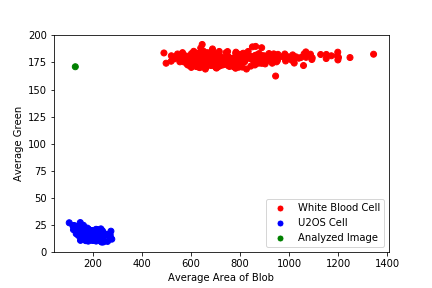 200
175
150
125
100
75
50
25
0
Average Green
White Blood Cell
U2OS Cell
Analyzed Image
200 400 600 800 1000 1200 1400
Average Area of Blob